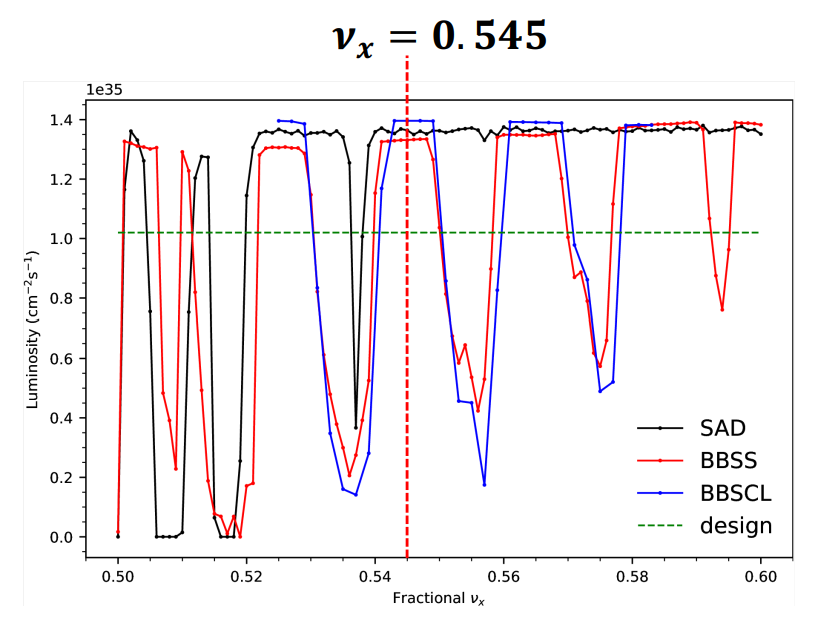 νₓ = 0.545
1e35
1.4
1.2
1.0
0.8
0.6
0.4
0.2
0.0
Luminosity (cm⁻²s⁻¹)
SAD
BBSS
BBSCL
design
0.50 0.52 0.54 0.56 0.58 0.60
Fractional νₓ